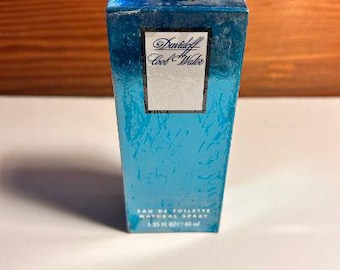 Davidoff
Cool Water
EAU DE TOILETTE
NATURAL SPRAY
1.35 FL OZ 40 ml